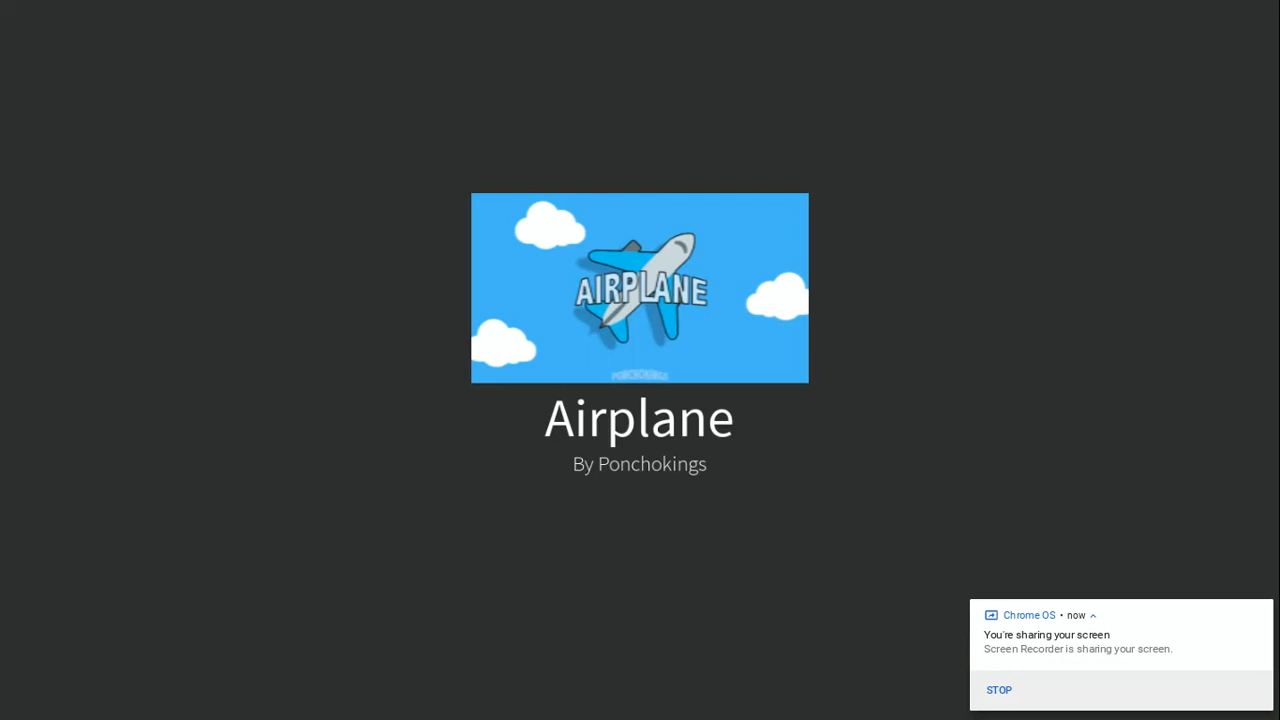 AIRPLANE
PONCHOKINGS
Airplane
By Ponchokings
Chrome OS • now
You're sharing your screen
Screen Recorder is sharing your screen.
STOP